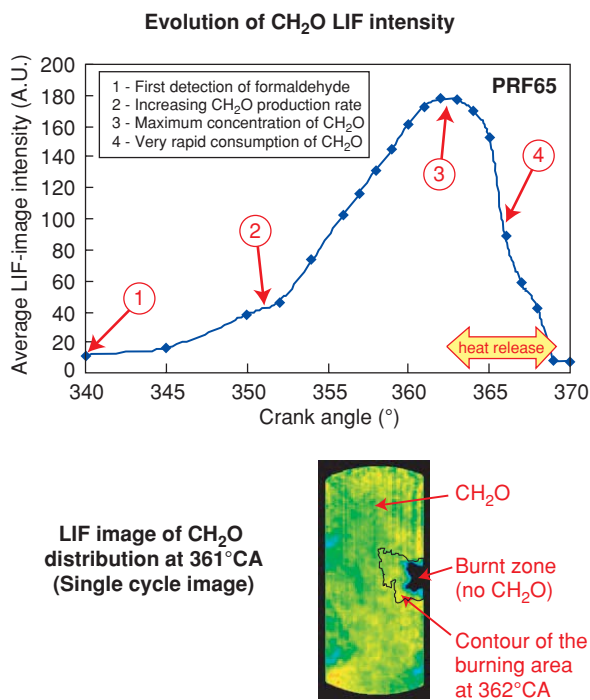 Evolution of CH₂O LIF intensity
Average LIF-image intensity (A.U.)
200
180
160
140
120
100
80
60
40
20
0
1 - First detection of formaldehyde
2 - Increasing CH₂O production rate
3 - Maximum concentration of CH₂O
4 - Very rapid consumption of CH₂O
PRF65
1
2
3
4
heat release
340
345
350
355
360
365
370
Crank angle (°)
LIF image of CH₂O
distribution at 361°CA
(Single cycle image)
CH₂O
Burnt zone
(no CH₂O)
Contour of the
burning area
at 362°CA